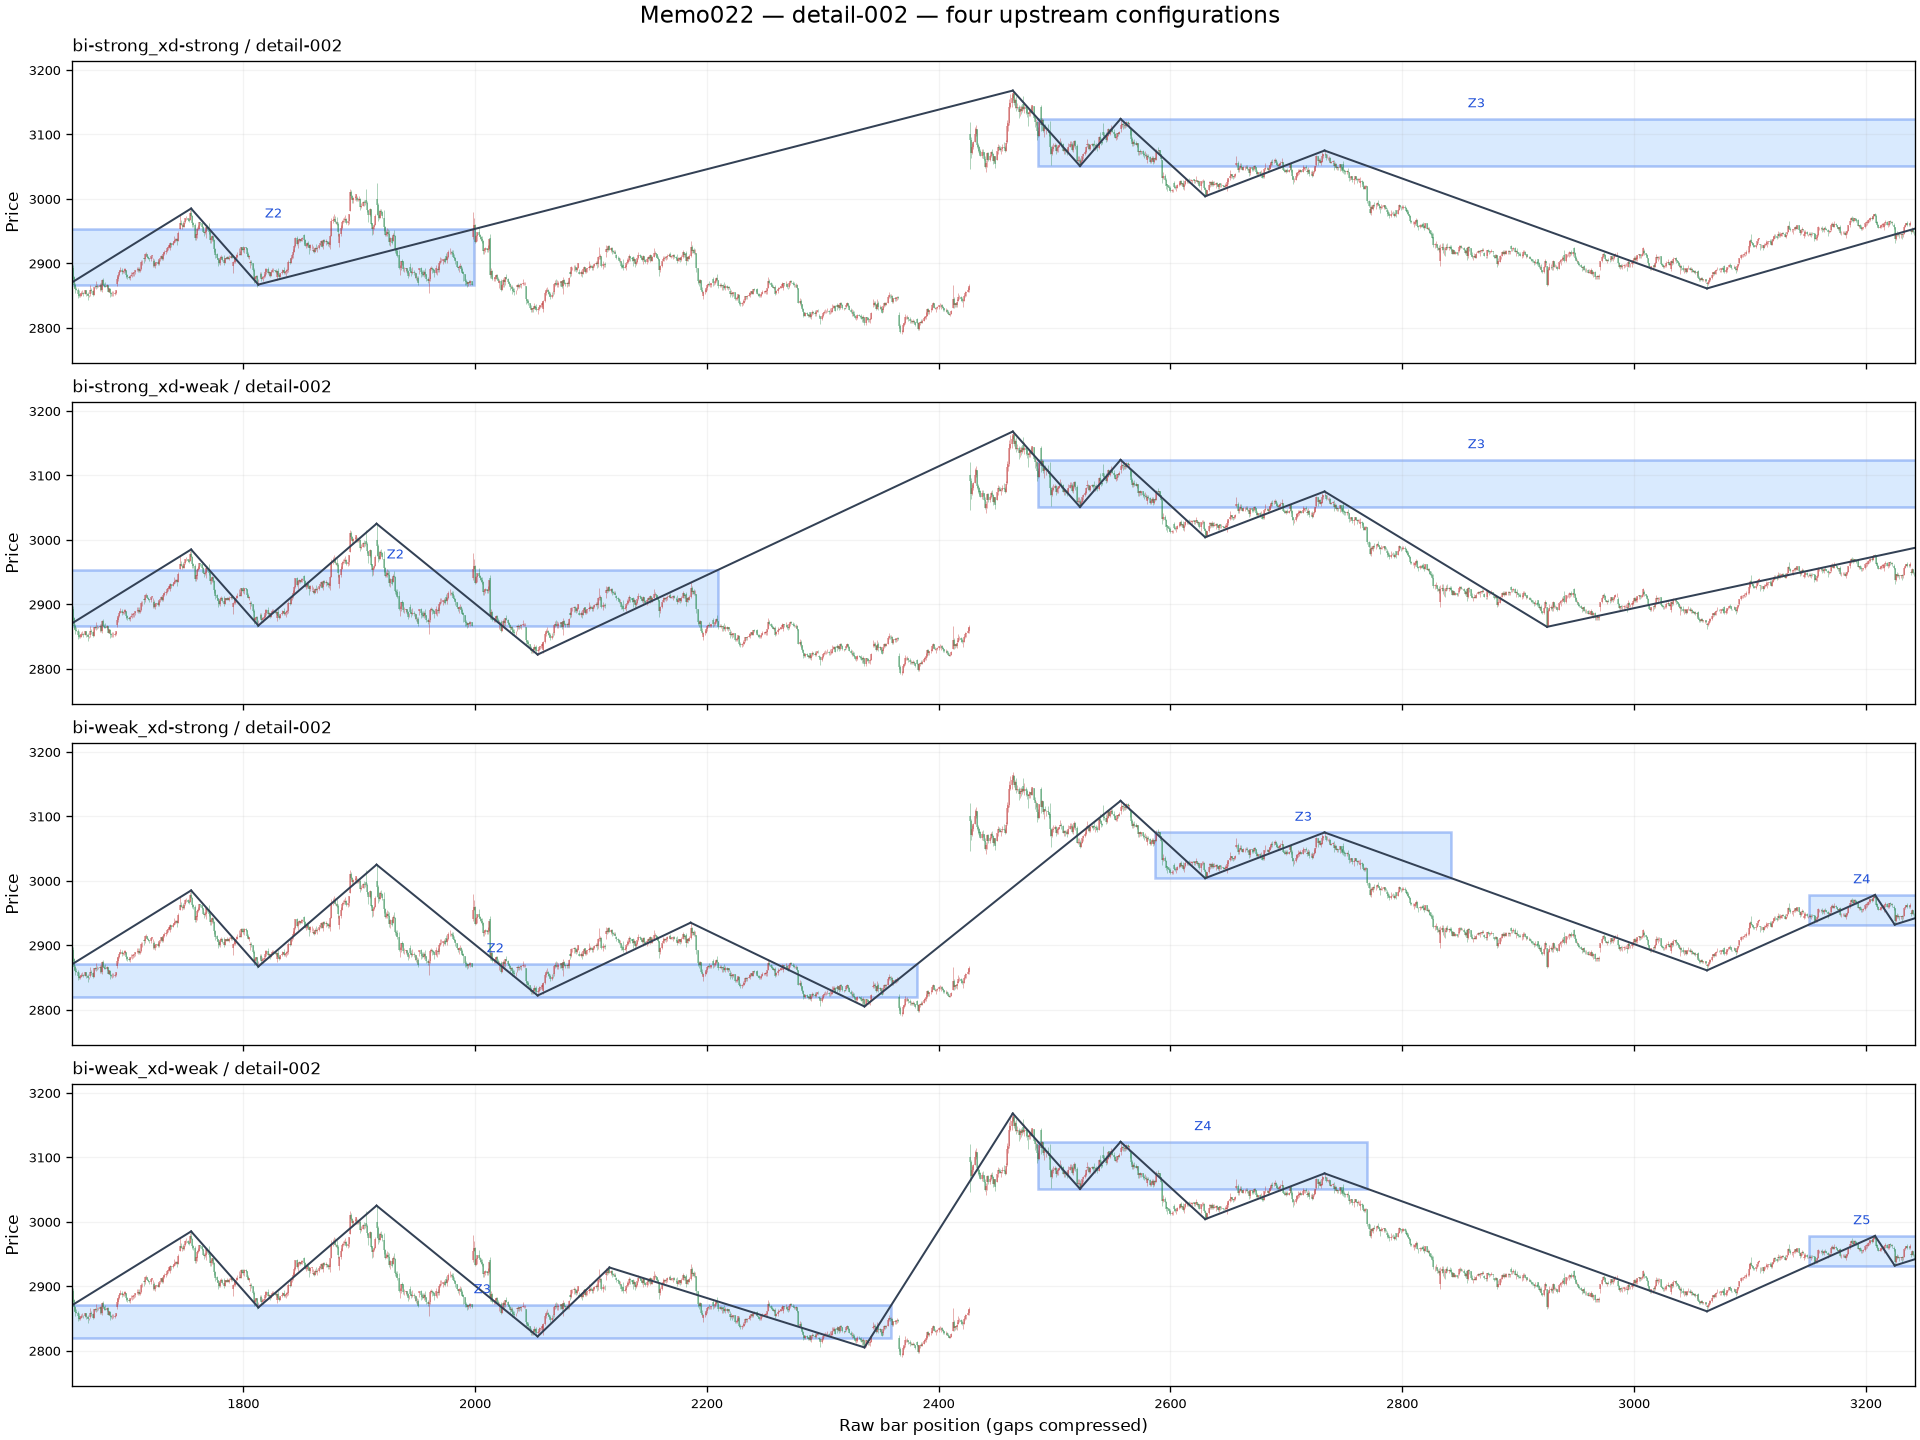 Memo022 — detail-002 — four upstream configurations
bi-strong_xd-strong / detail-002
3200
3100
3000
2900
2800
Price
Z2
Z3
bi-strong_xd-weak / detail-002
3200
3100
3000
2900
2800
Price
Z2
Z3
bi-weak_xd-strong / detail-002
3200
3100
3000
2900
2800
Price
Z2
Z3
Z4
bi-weak_xd-weak / detail-002
3200
3100
3000
2900
2800
Price
Z3
Z4
Z5
1800 2000 2200 2400 2600 2800 3000 3200
Raw bar position (gaps compressed)